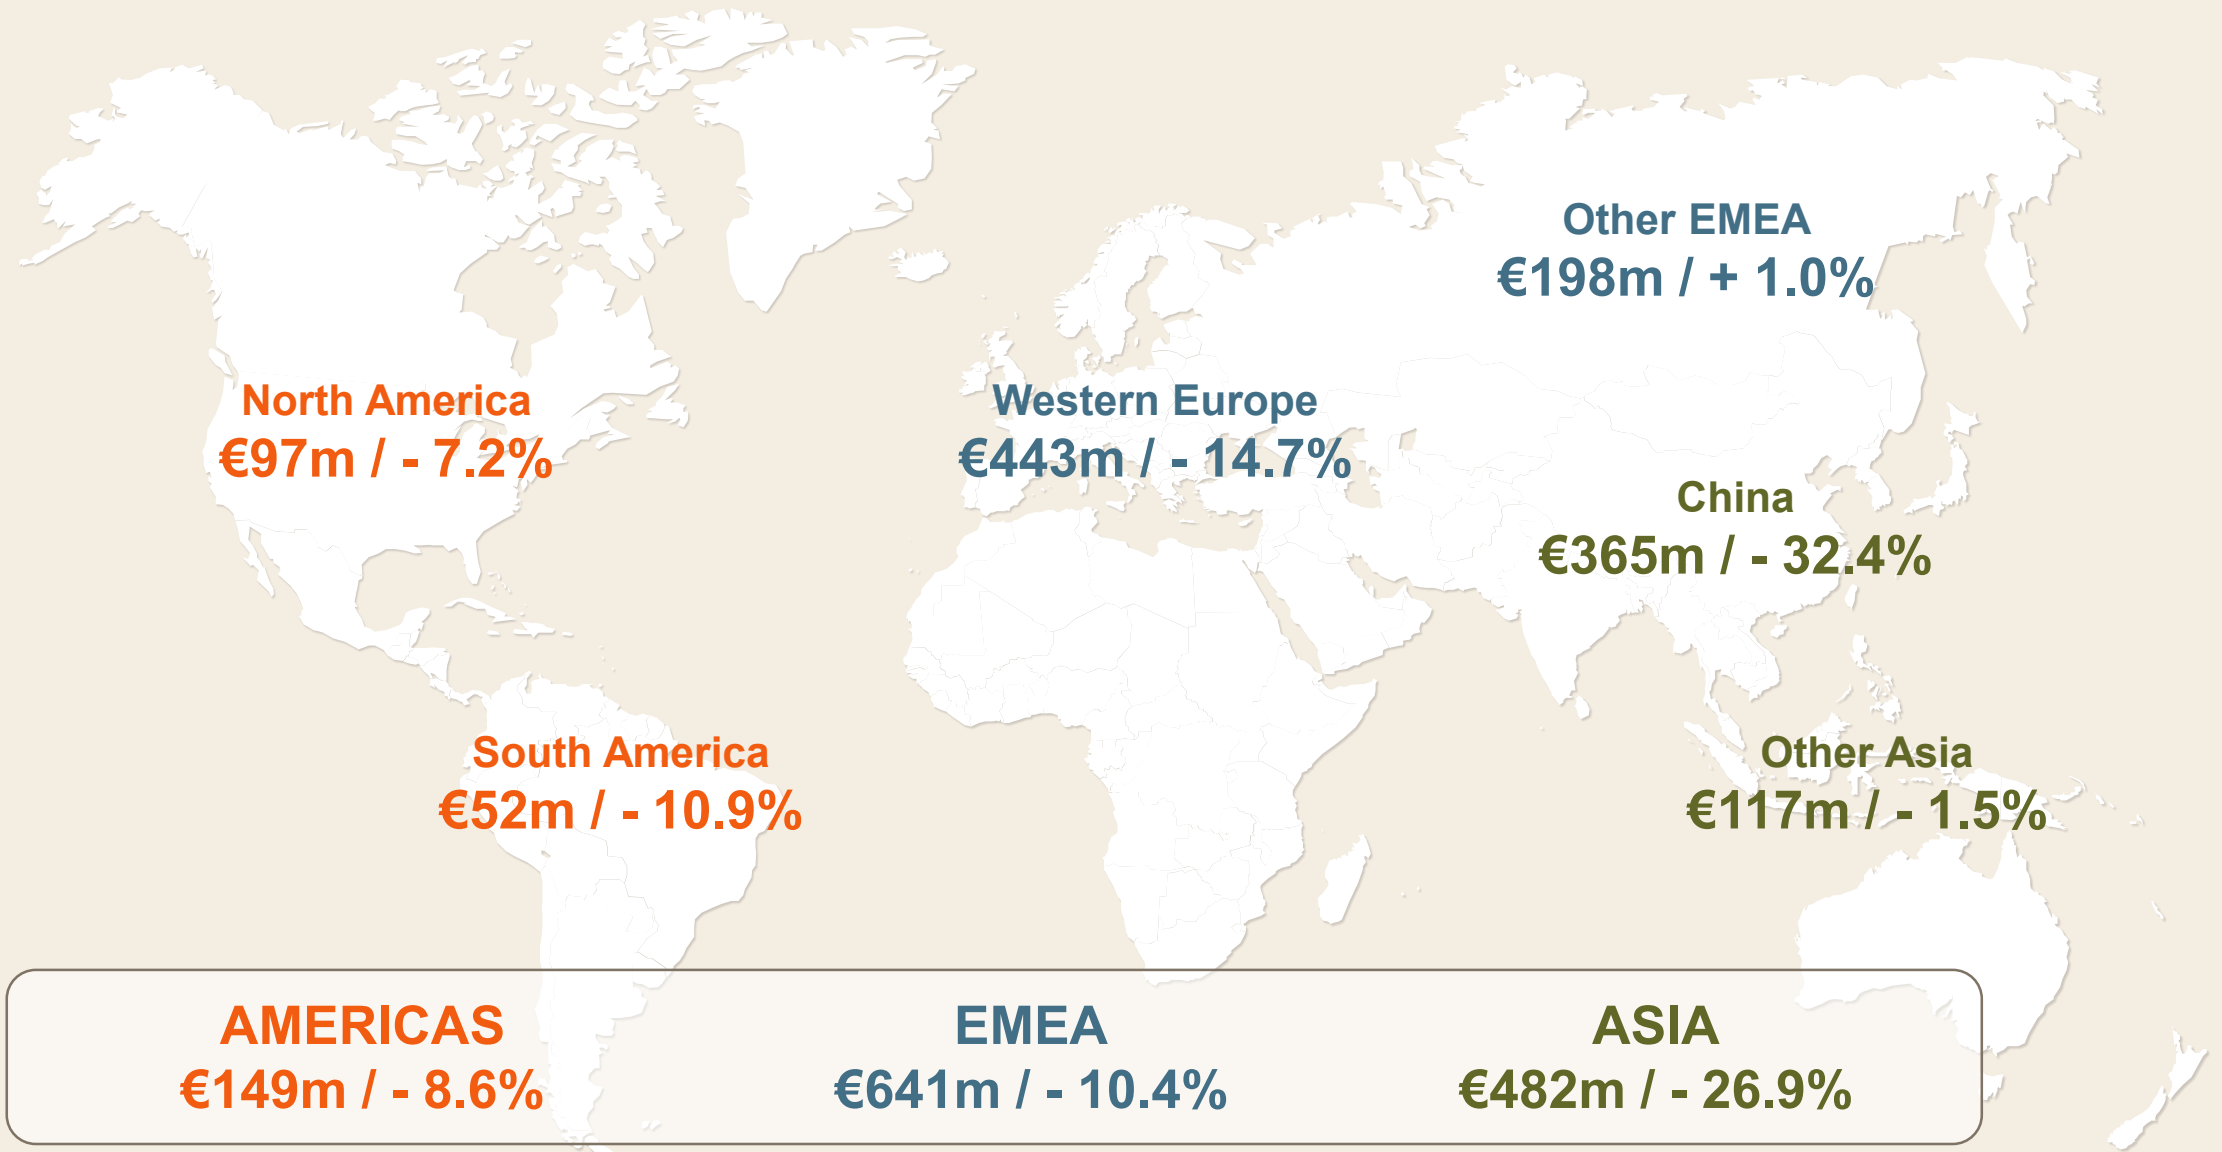 Other EMEA
€198m / + 1.0%
North America
€97m / - 7.2%
Western Europe
€443m / - 14.7%
China
€365m / - 32.4%
South America
€52m / - 10.9%
Other Asia
€117m / - 1.5%
AMERICAS
€149m / - 8.6%
EMEA
€641m / - 10.4%
ASIA
€482m / - 26.9%